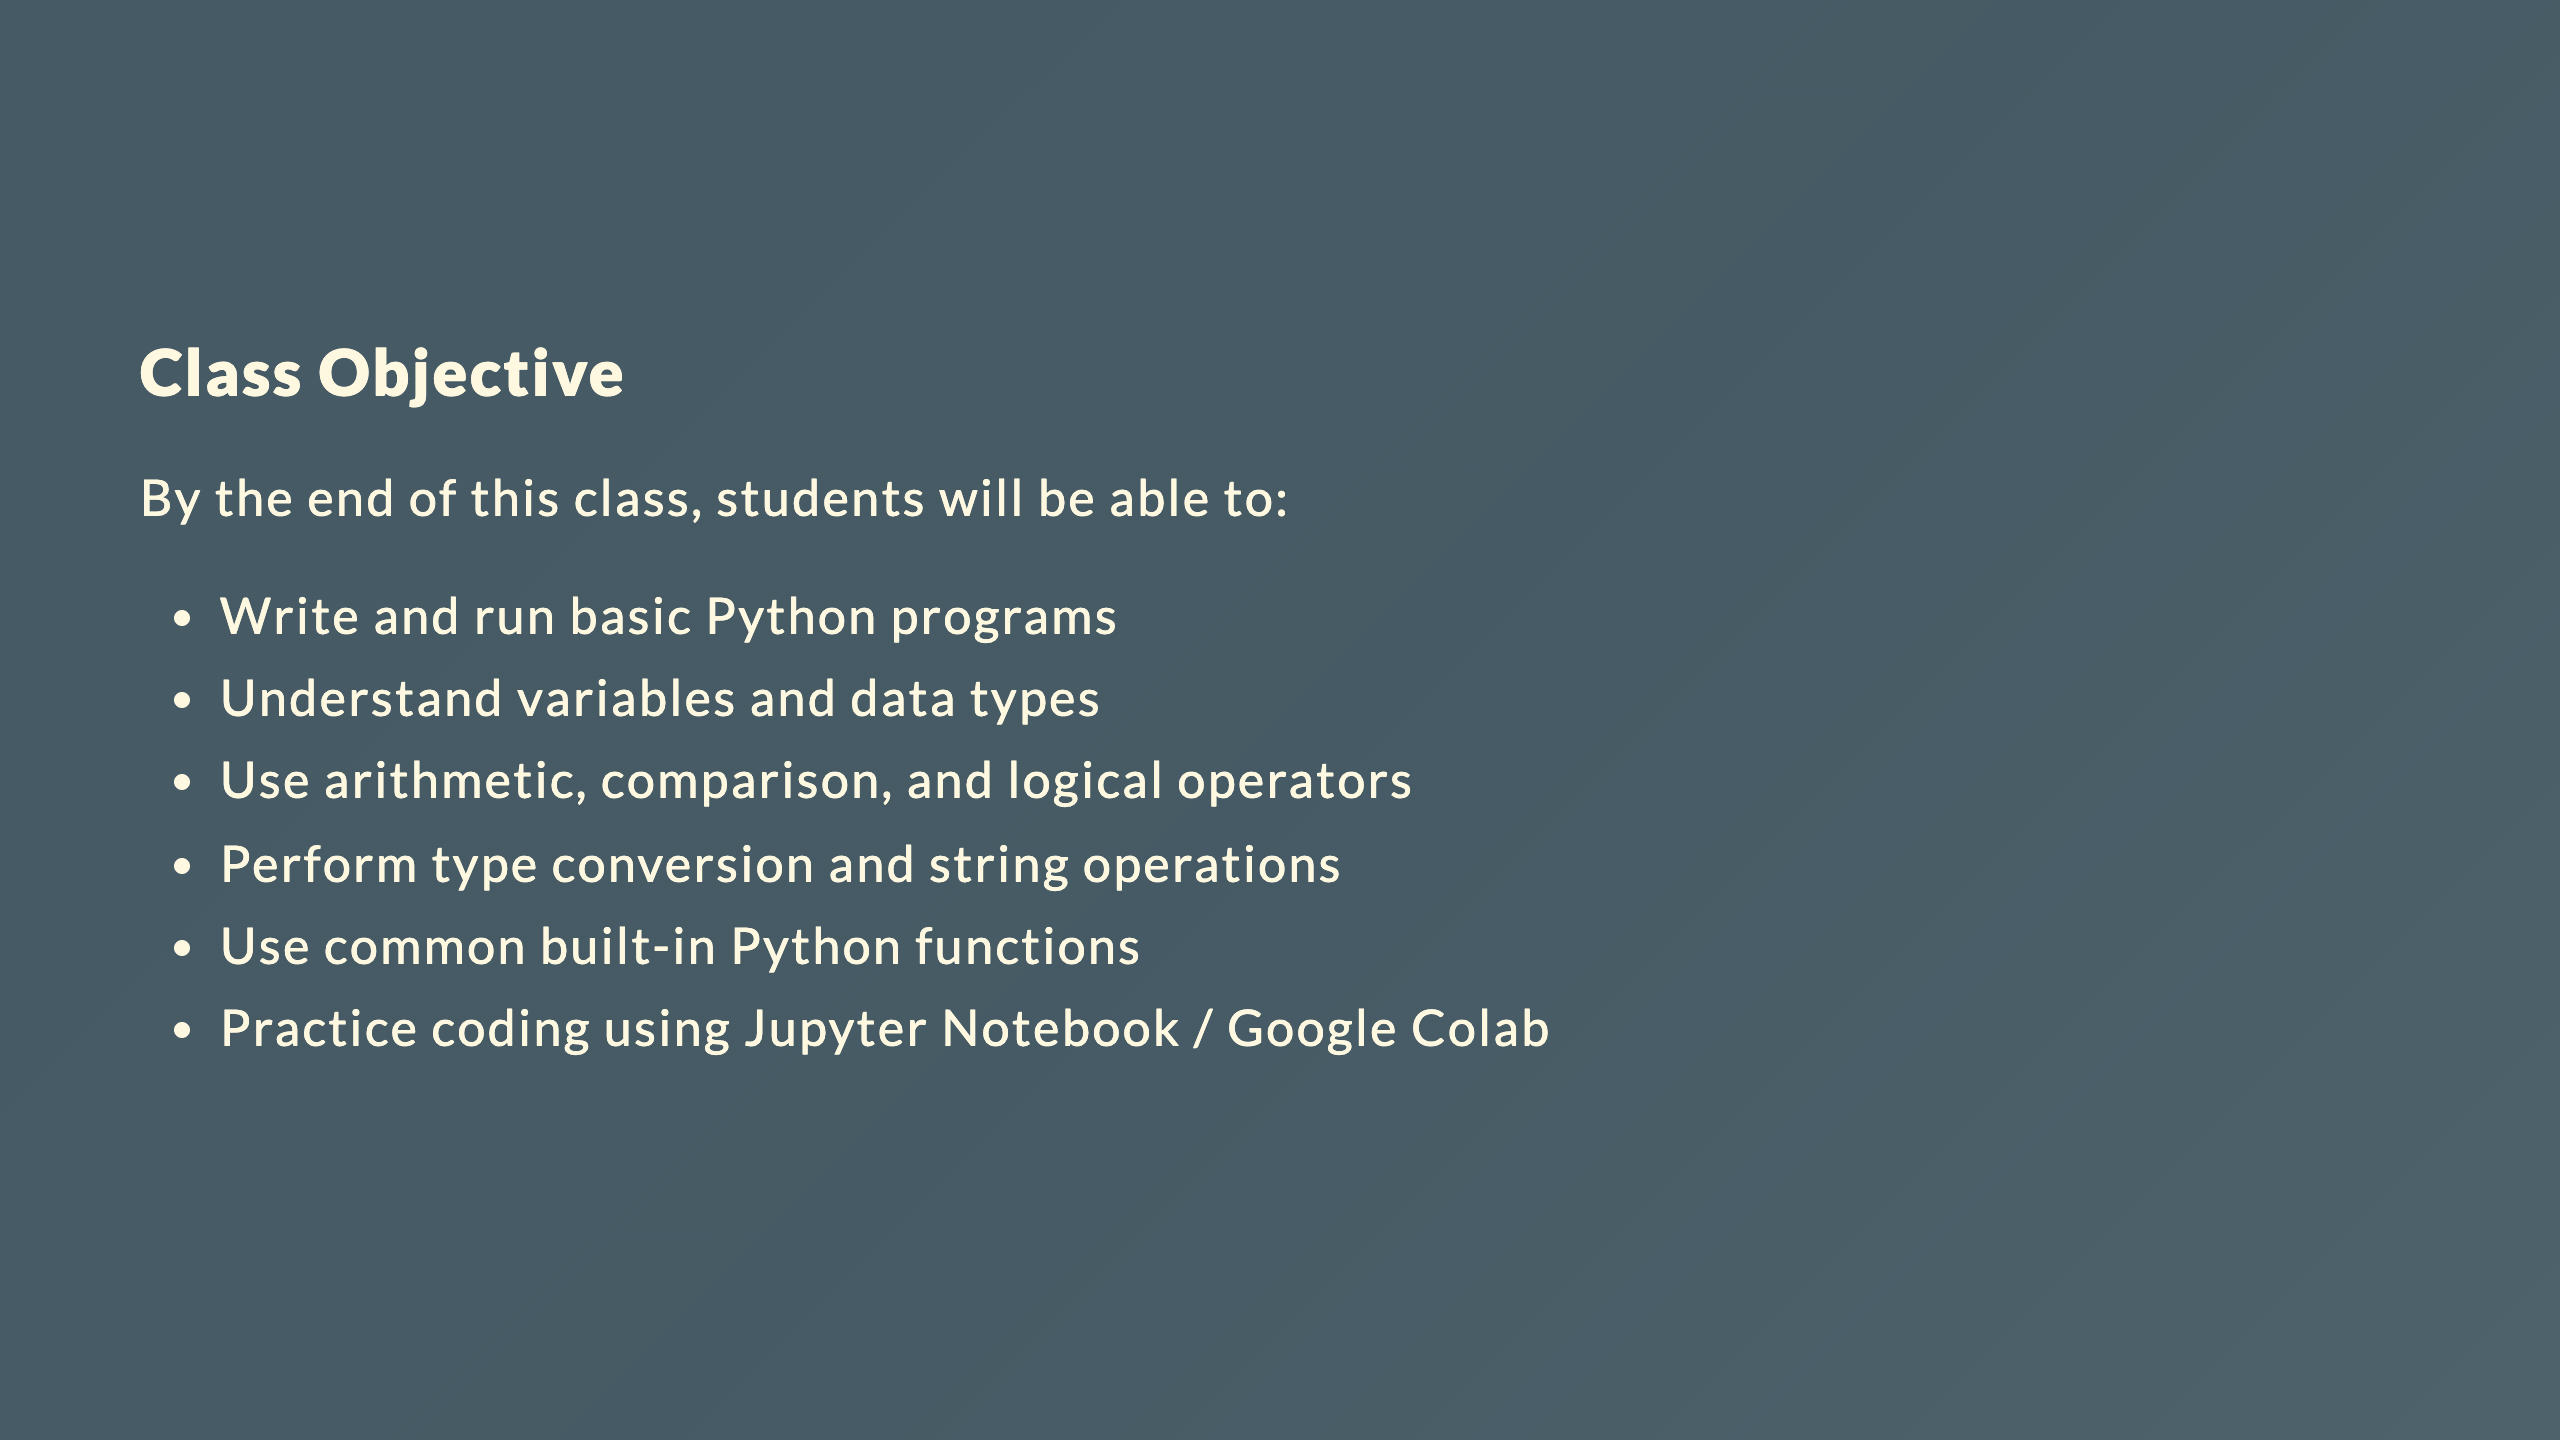 Class Objective
By the end of this class, students will be able to:
• Write and run basic Python programs
• Understand variables and data types
• Use arithmetic, comparison, and logical operators
• Perform type conversion and string operations
• Use common built-in Python functions
• Practice coding using Jupyter Notebook / Google Colab